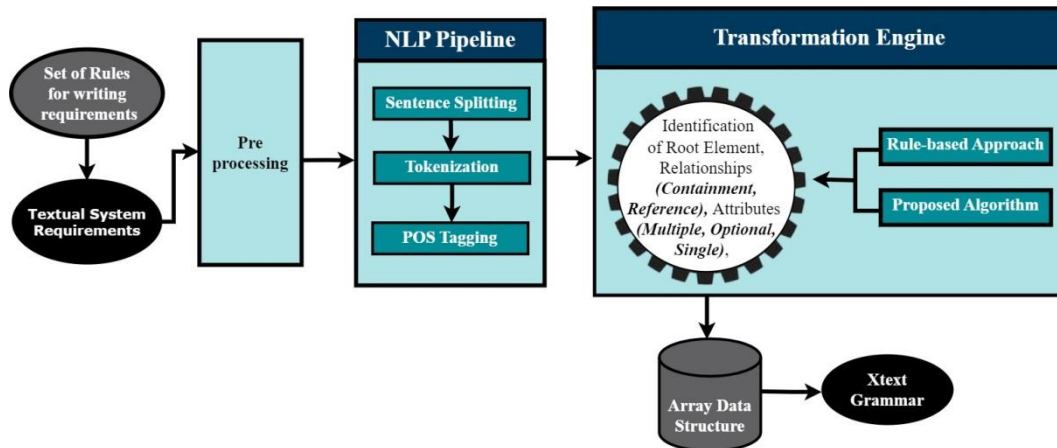 Set of Rules
for writing
requirements
Textual System
Requirements
Pre
processing
NLP Pipeline
Sentence Splitting
Tokenization
POS Tagging
Transformation Engine
Identification
of Root Element,
Relationships
(Containment,
Reference), Attributes
(Multiple, Optional,
Single),
Rule-based Approach
Proposed Algorithm
Array Data
Structure
Xtext
Grammar